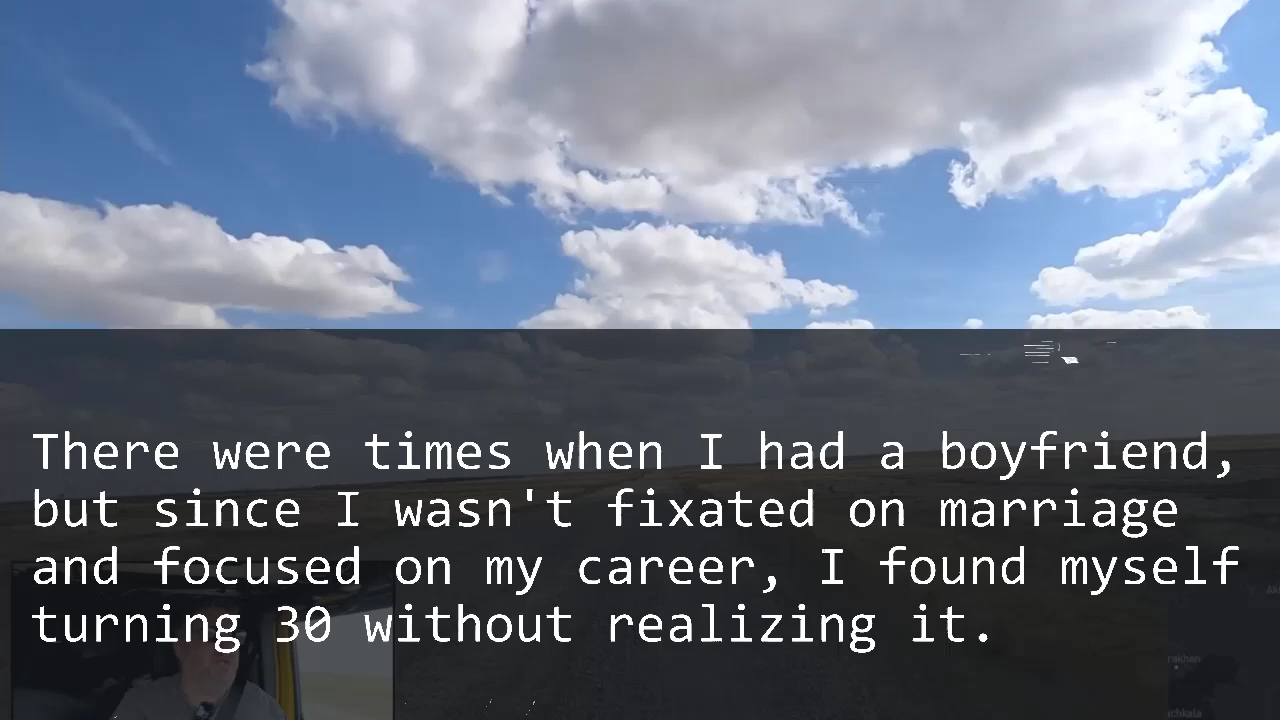 There were times when I had a boyfriend,
but since I wasn't fixated on marriage
and focused on my career, I found myself
turning 30 without realizing it.